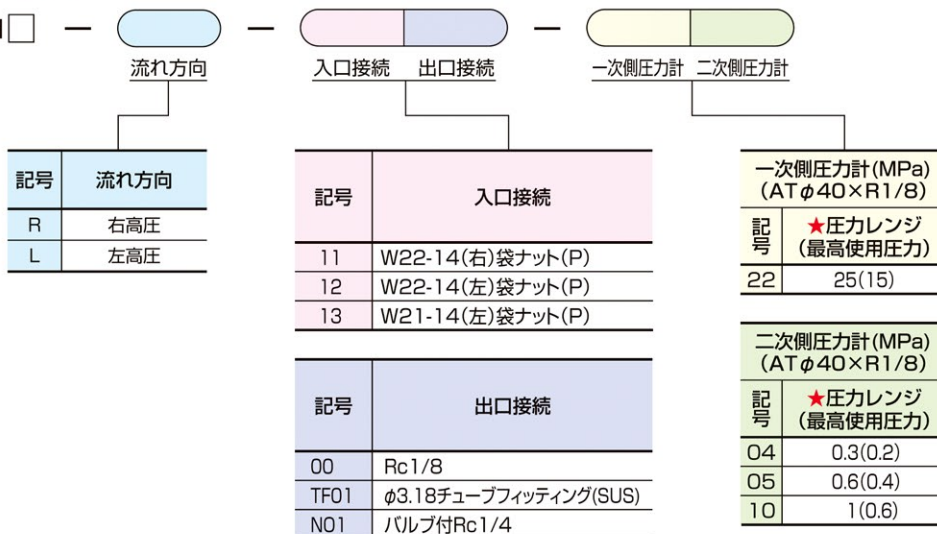 □ — —  —
流れ方向
入口接続 出口接続
一次側圧力計 二次側圧力計
記号 流れ方向
R 右高圧
L 左高圧
記号 入口接続
11 W22-14(右)袋ナット(P)
12 W22-14(左)袋ナット(P)
13 W21-14(左)袋ナット(P)
記号 出口接続
00 Rc1/8
TF01 φ3.18チューブフィッティング(SUS)
N01 バルブ付Rc1/4
一次側圧力計(MPa)
(ATφ40×R1/8)
記号 ★圧力レンジ
(最高使用圧力)
22 25(15)
二次側圧力計(MPa)
(ATφ40×R1/8)
記号 ★圧力レンジ
(最高使用圧力)
04 0.3(0.2)
05 0.6(0.4)
10 1(0.6)